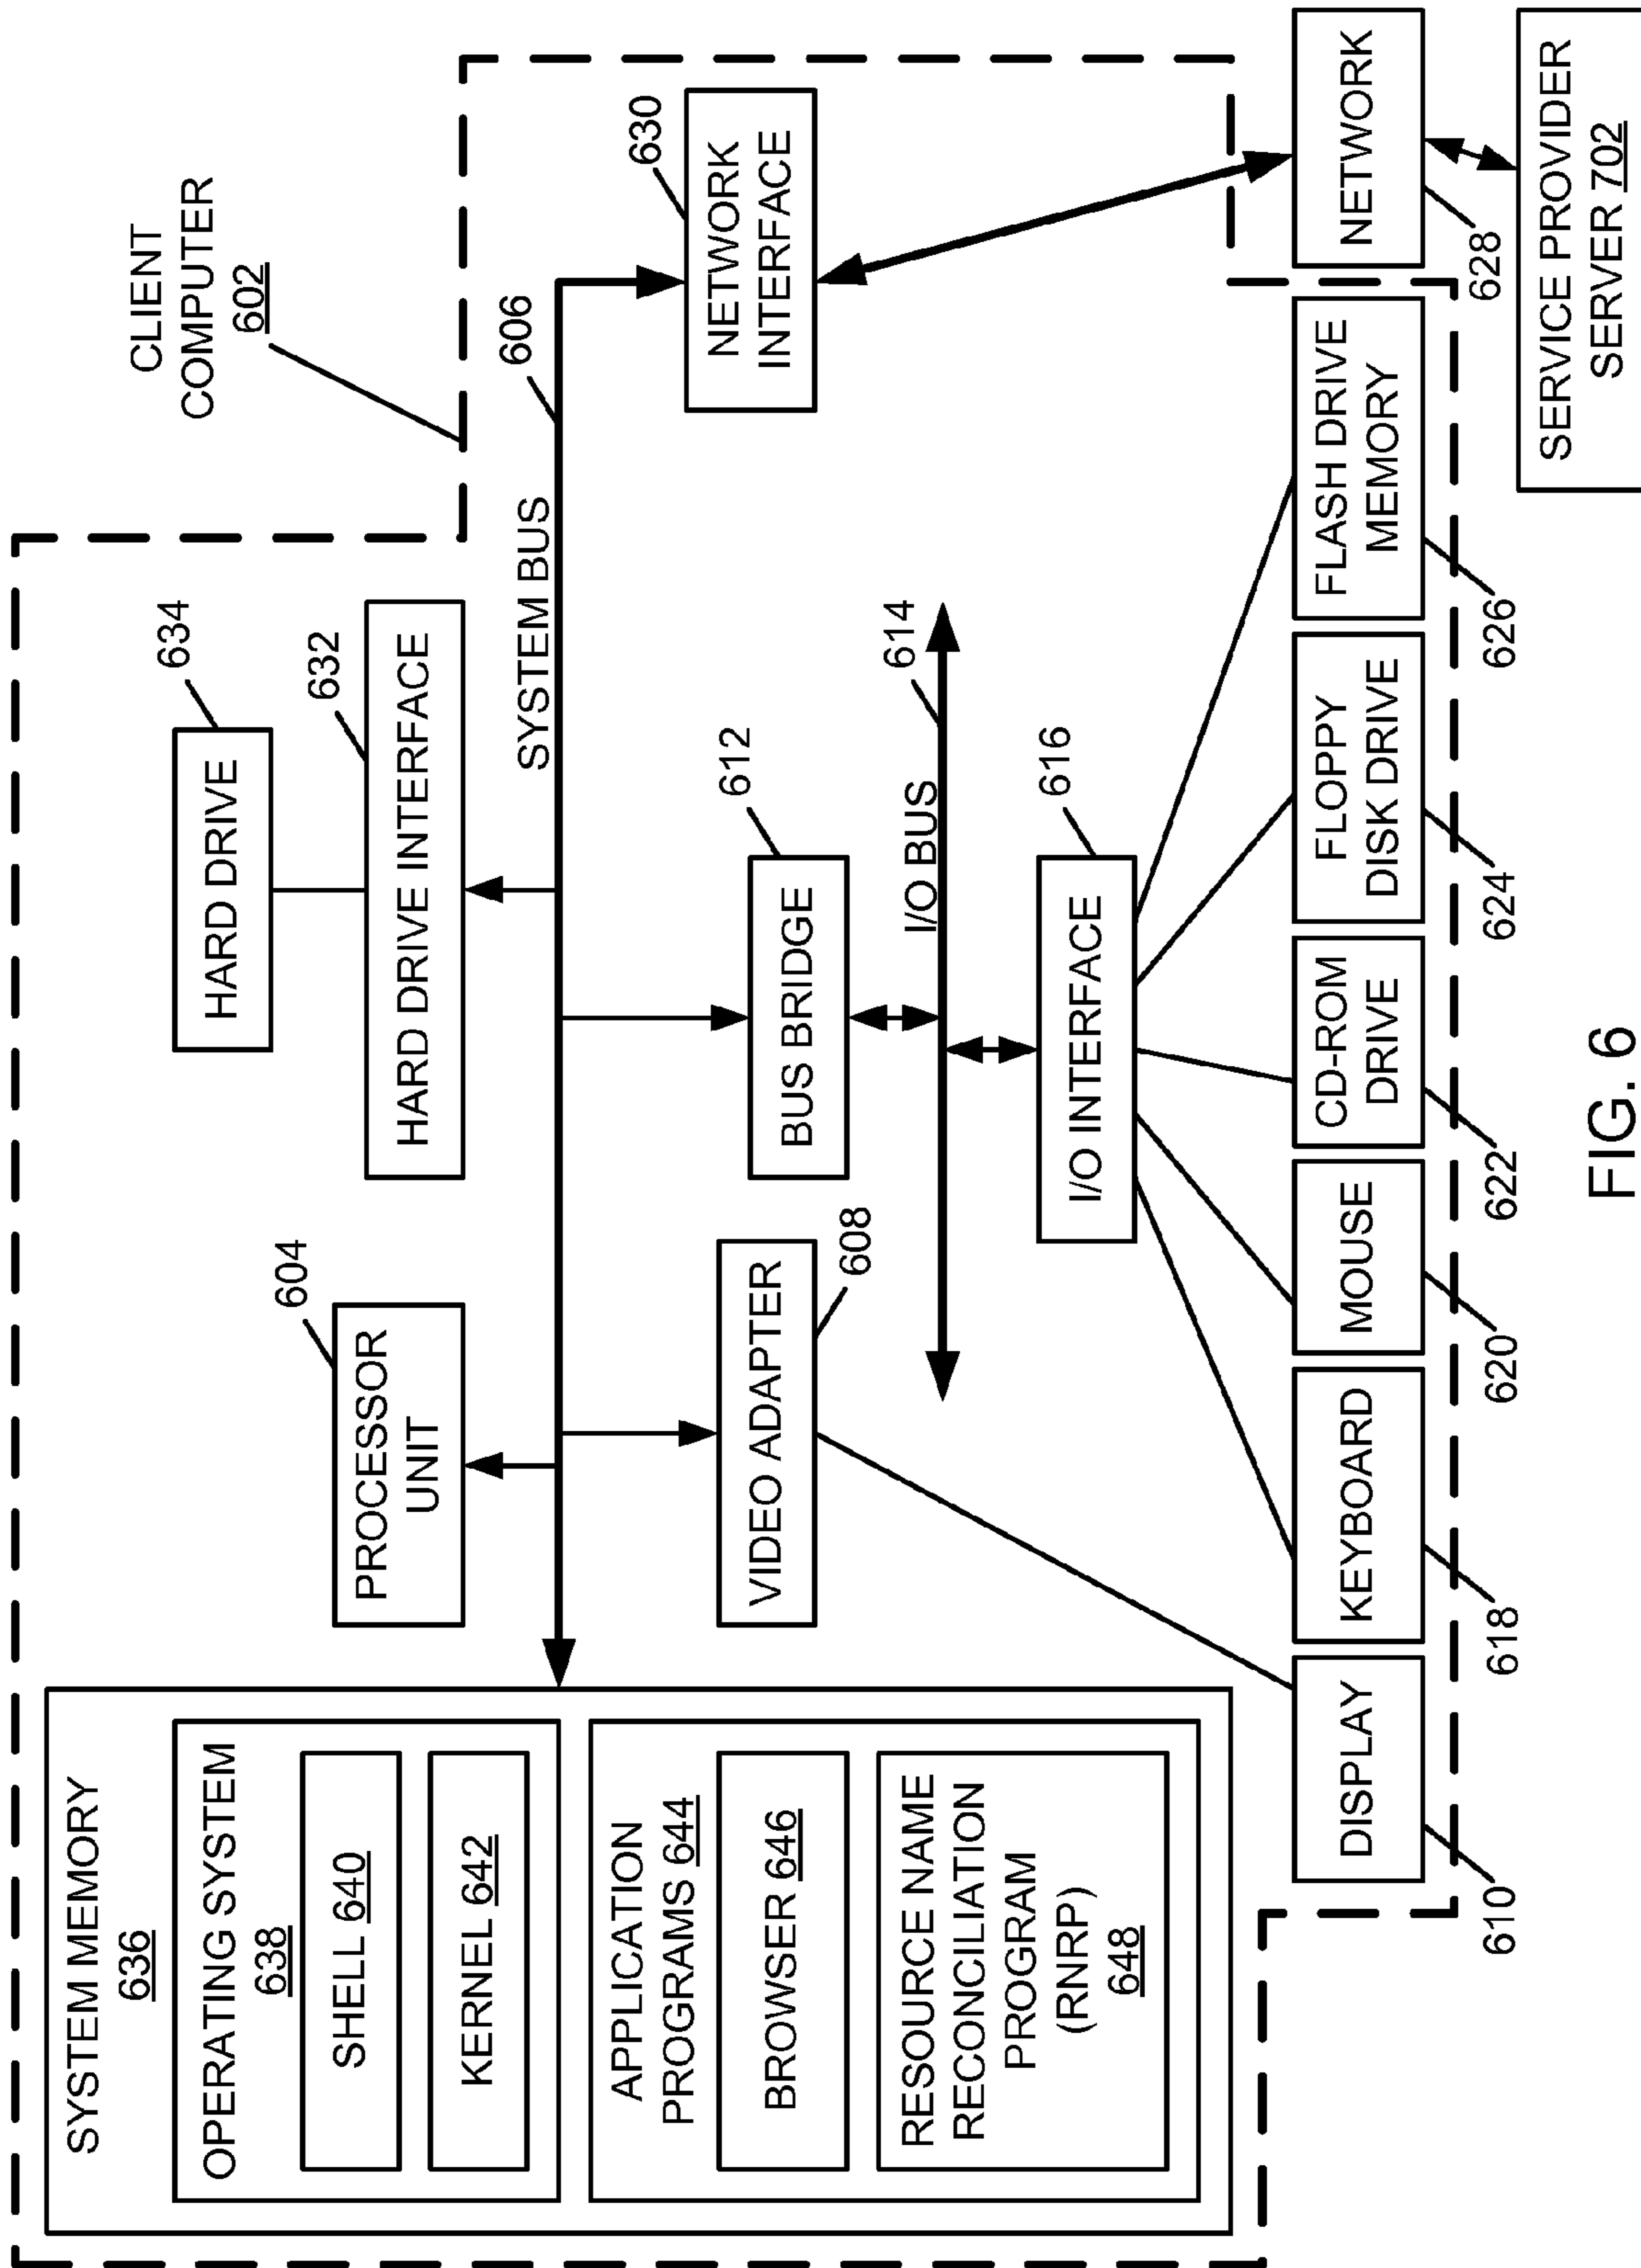 CLIENT
COMPUTER
602
SYSTEM MEMORY
636
OPERATING SYSTEM
638
SHELL 640
KERNEL 642
APPLICATION
PROGRAMS 644
BROWSER 646
RESOURCE NAME
RECONCILIATION
PROGRAM
(RNRP)
648
604
PROCESSOR
UNIT
634
HARD DRIVE
632
HARD DRIVE INTERFACE
SYSTEM BUS
606
VIDEO ADAPTER
608
BUS BRIDGE
612
630
NETWORK
INTERFACE
I/O BUS
614
I/O INTERFACE
616
DISPLAY
610
KEYBOARD
618
MOUSE
620
CD-ROM
DRIVE
622
FLOPPY
DISK DRIVE
624
FLASH DRIVE
MEMORY
626
NETWORK
628
SERVICE PROVIDER
SERVER 702
FIG. 6